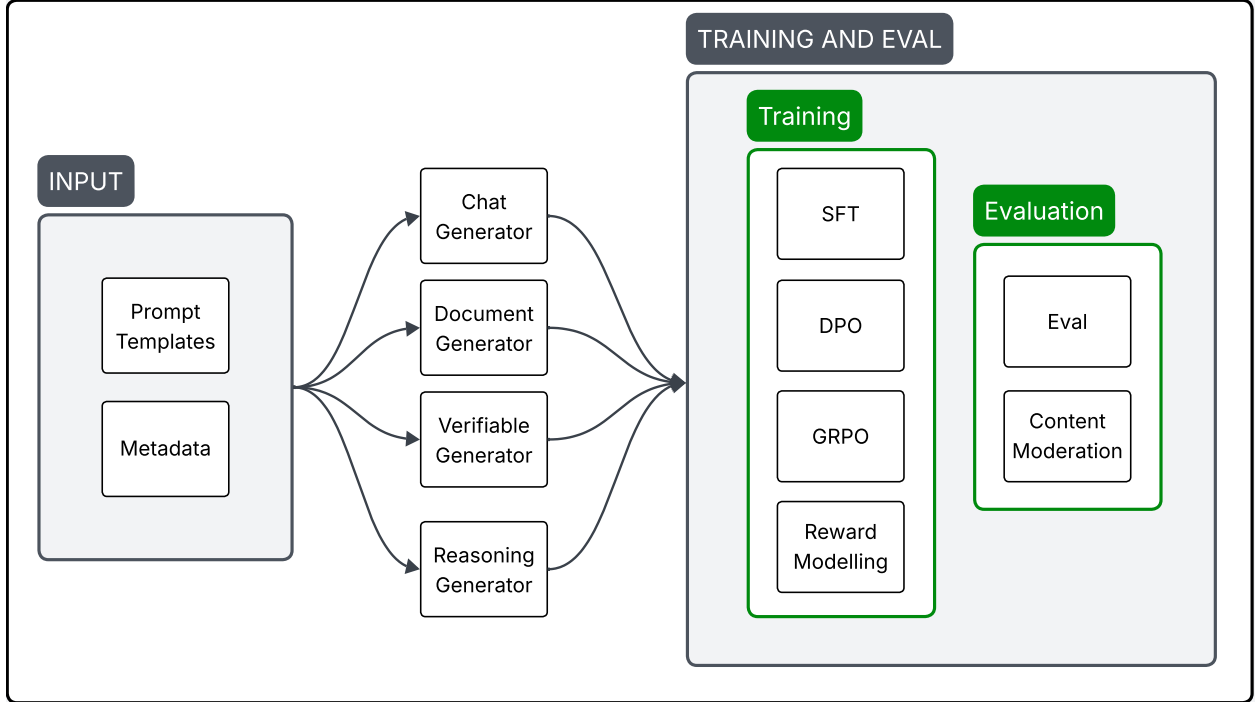 INPUT
Prompt
Templates
Metadata
Chat
Generator
Document
Generator
Verifiable
Generator
Reasoning
Generator
TRAINING AND EVAL
Training
SFT
DPO
GRPO
Reward
Modelling
Evaluation
Eval
Content
Moderation